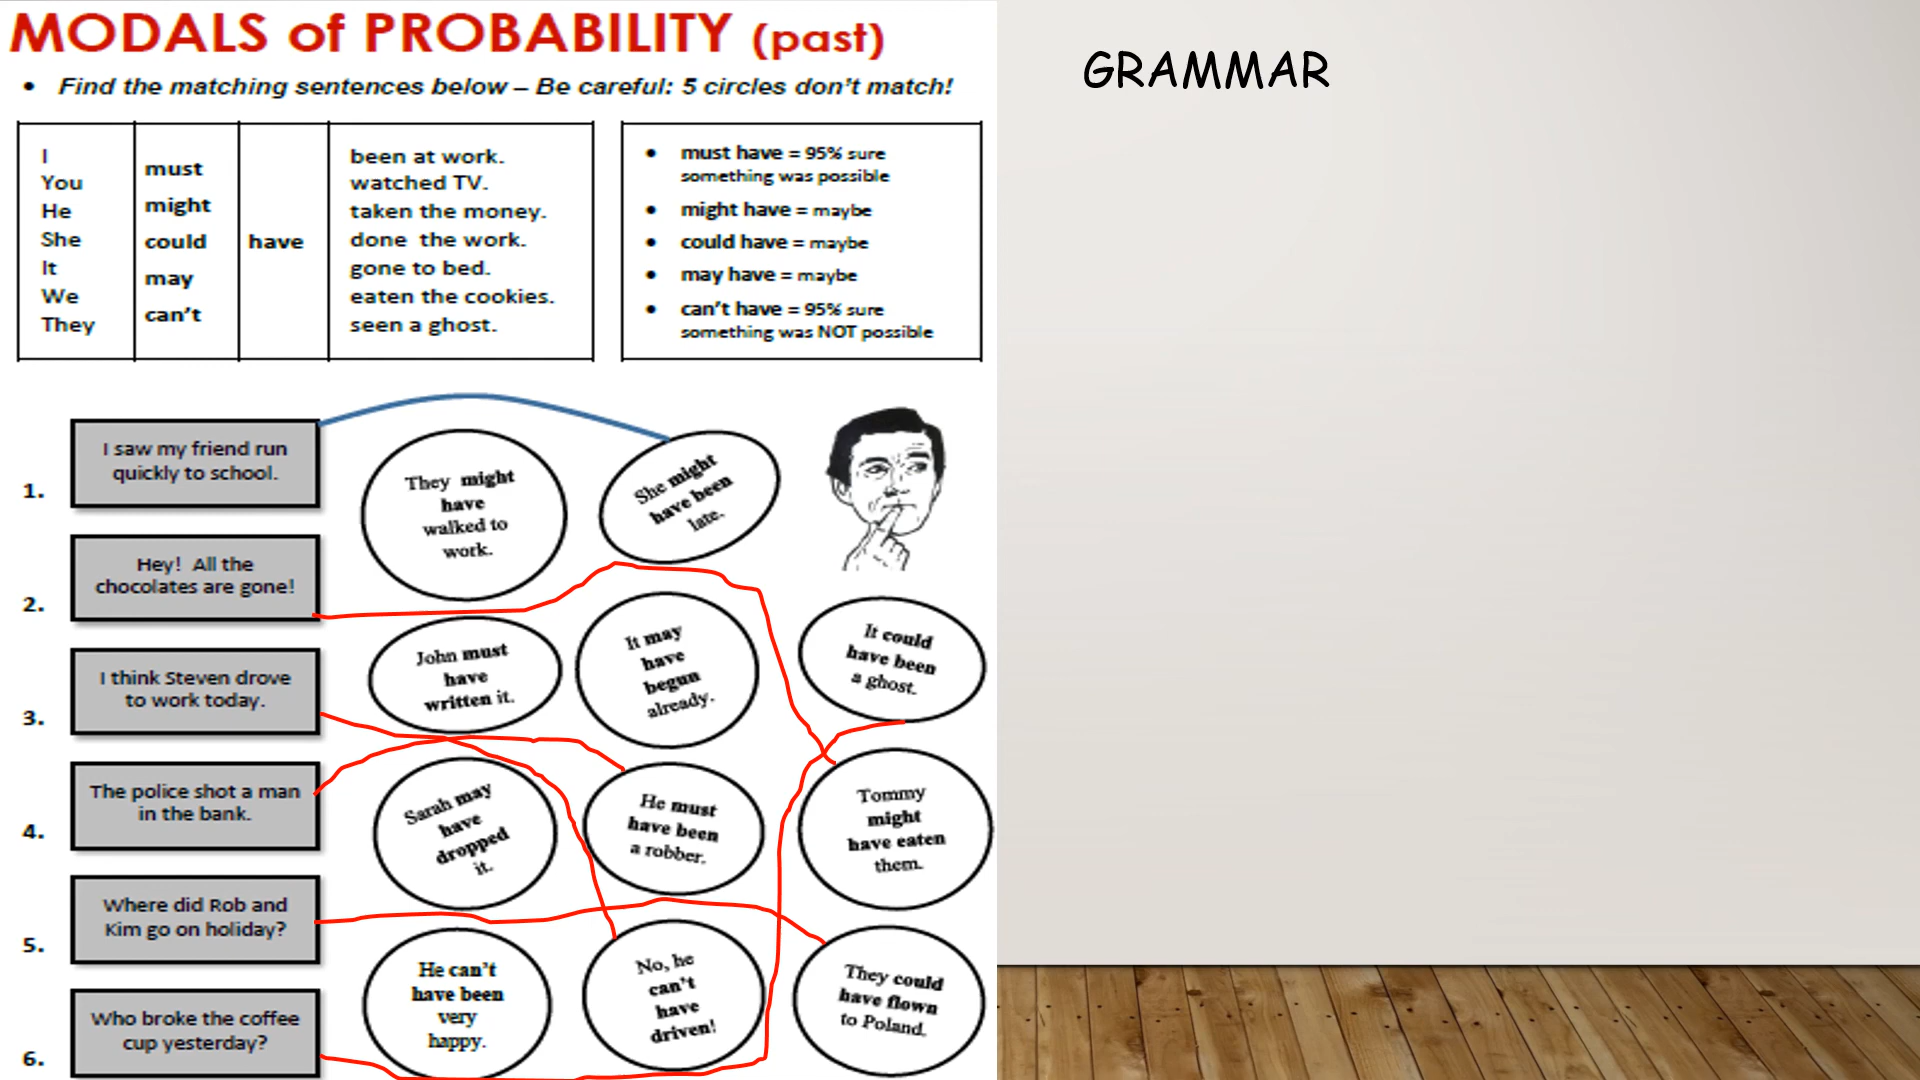 MODALS of PROBABILITY (past)
• Find the matching sentences below – Be careful: 5 circles don't match!
I
You
He
She
It
We
They
must
might
could
may
can't
have
been at work.
watched TV.
taken the money.
done the work.
gone to bed.
eaten the cookies.
seen a ghost.
• must have = 95% sure
something was possible
• might have = maybe
• could have = maybe
• may have = maybe
• can't have = 95% sure
something was NOT possible
1.
I saw my friend run
quickly to school.
2.
Hey! All the
chocolates are gone!
3.
I think Steven drove
to work today.
4.
The police shot a man
in the bank.
5.
Where did Rob and
Kim go on holiday?
6.
Who broke the coffee
cup yesterday?
They might
have
walked to
work.
She might
have been
late.
John must
have
written it.
It may
have
begun
already.
It could
have been
a ghost.
Sarah may
have
dropped
it.
He must
have been
a robber.
Tommy
might
have eaten
them.
He can't
have been
very
happy.
No, he
can't
have
driven!
They could
have flown
to Poland.
GRAMMAR